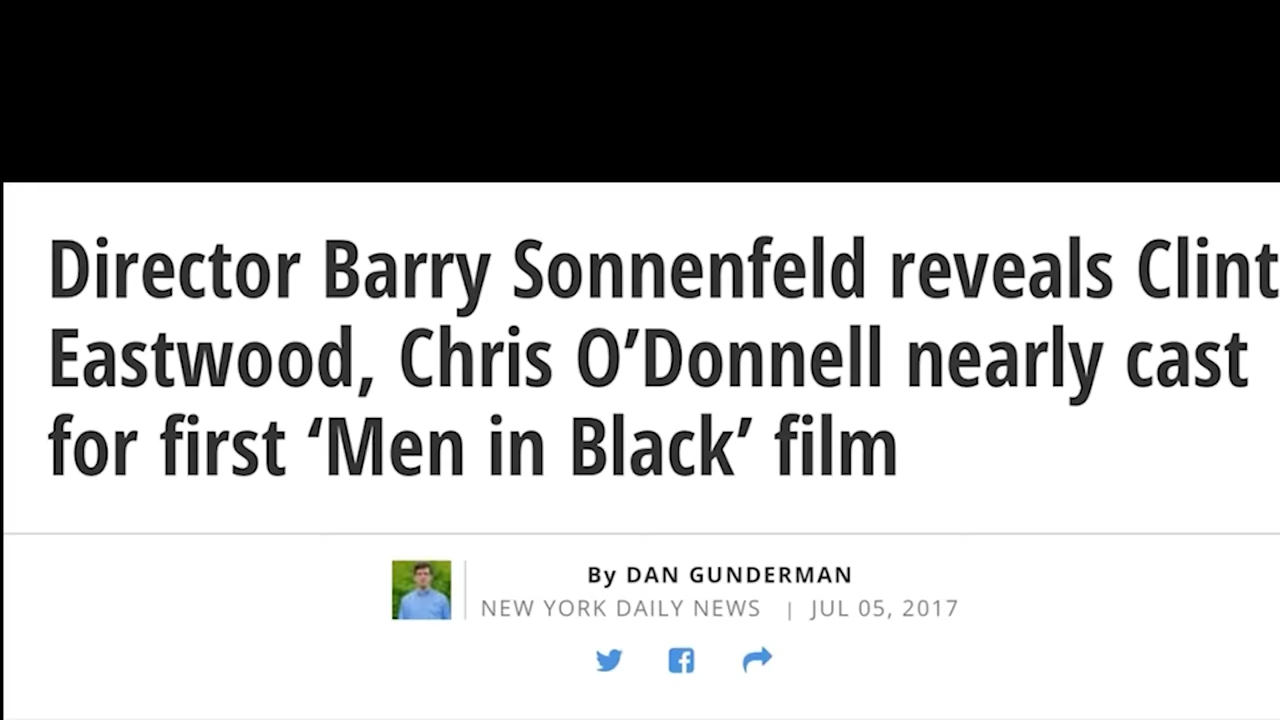 Director Barry Sonnenfeld reveals Clint
Eastwood, Chris O’Donnell nearly cast
for first ‘Men in Black’ film
By DAN GUNDERMAN
NEW YORK DAILY NEWS | JUL 05, 2017